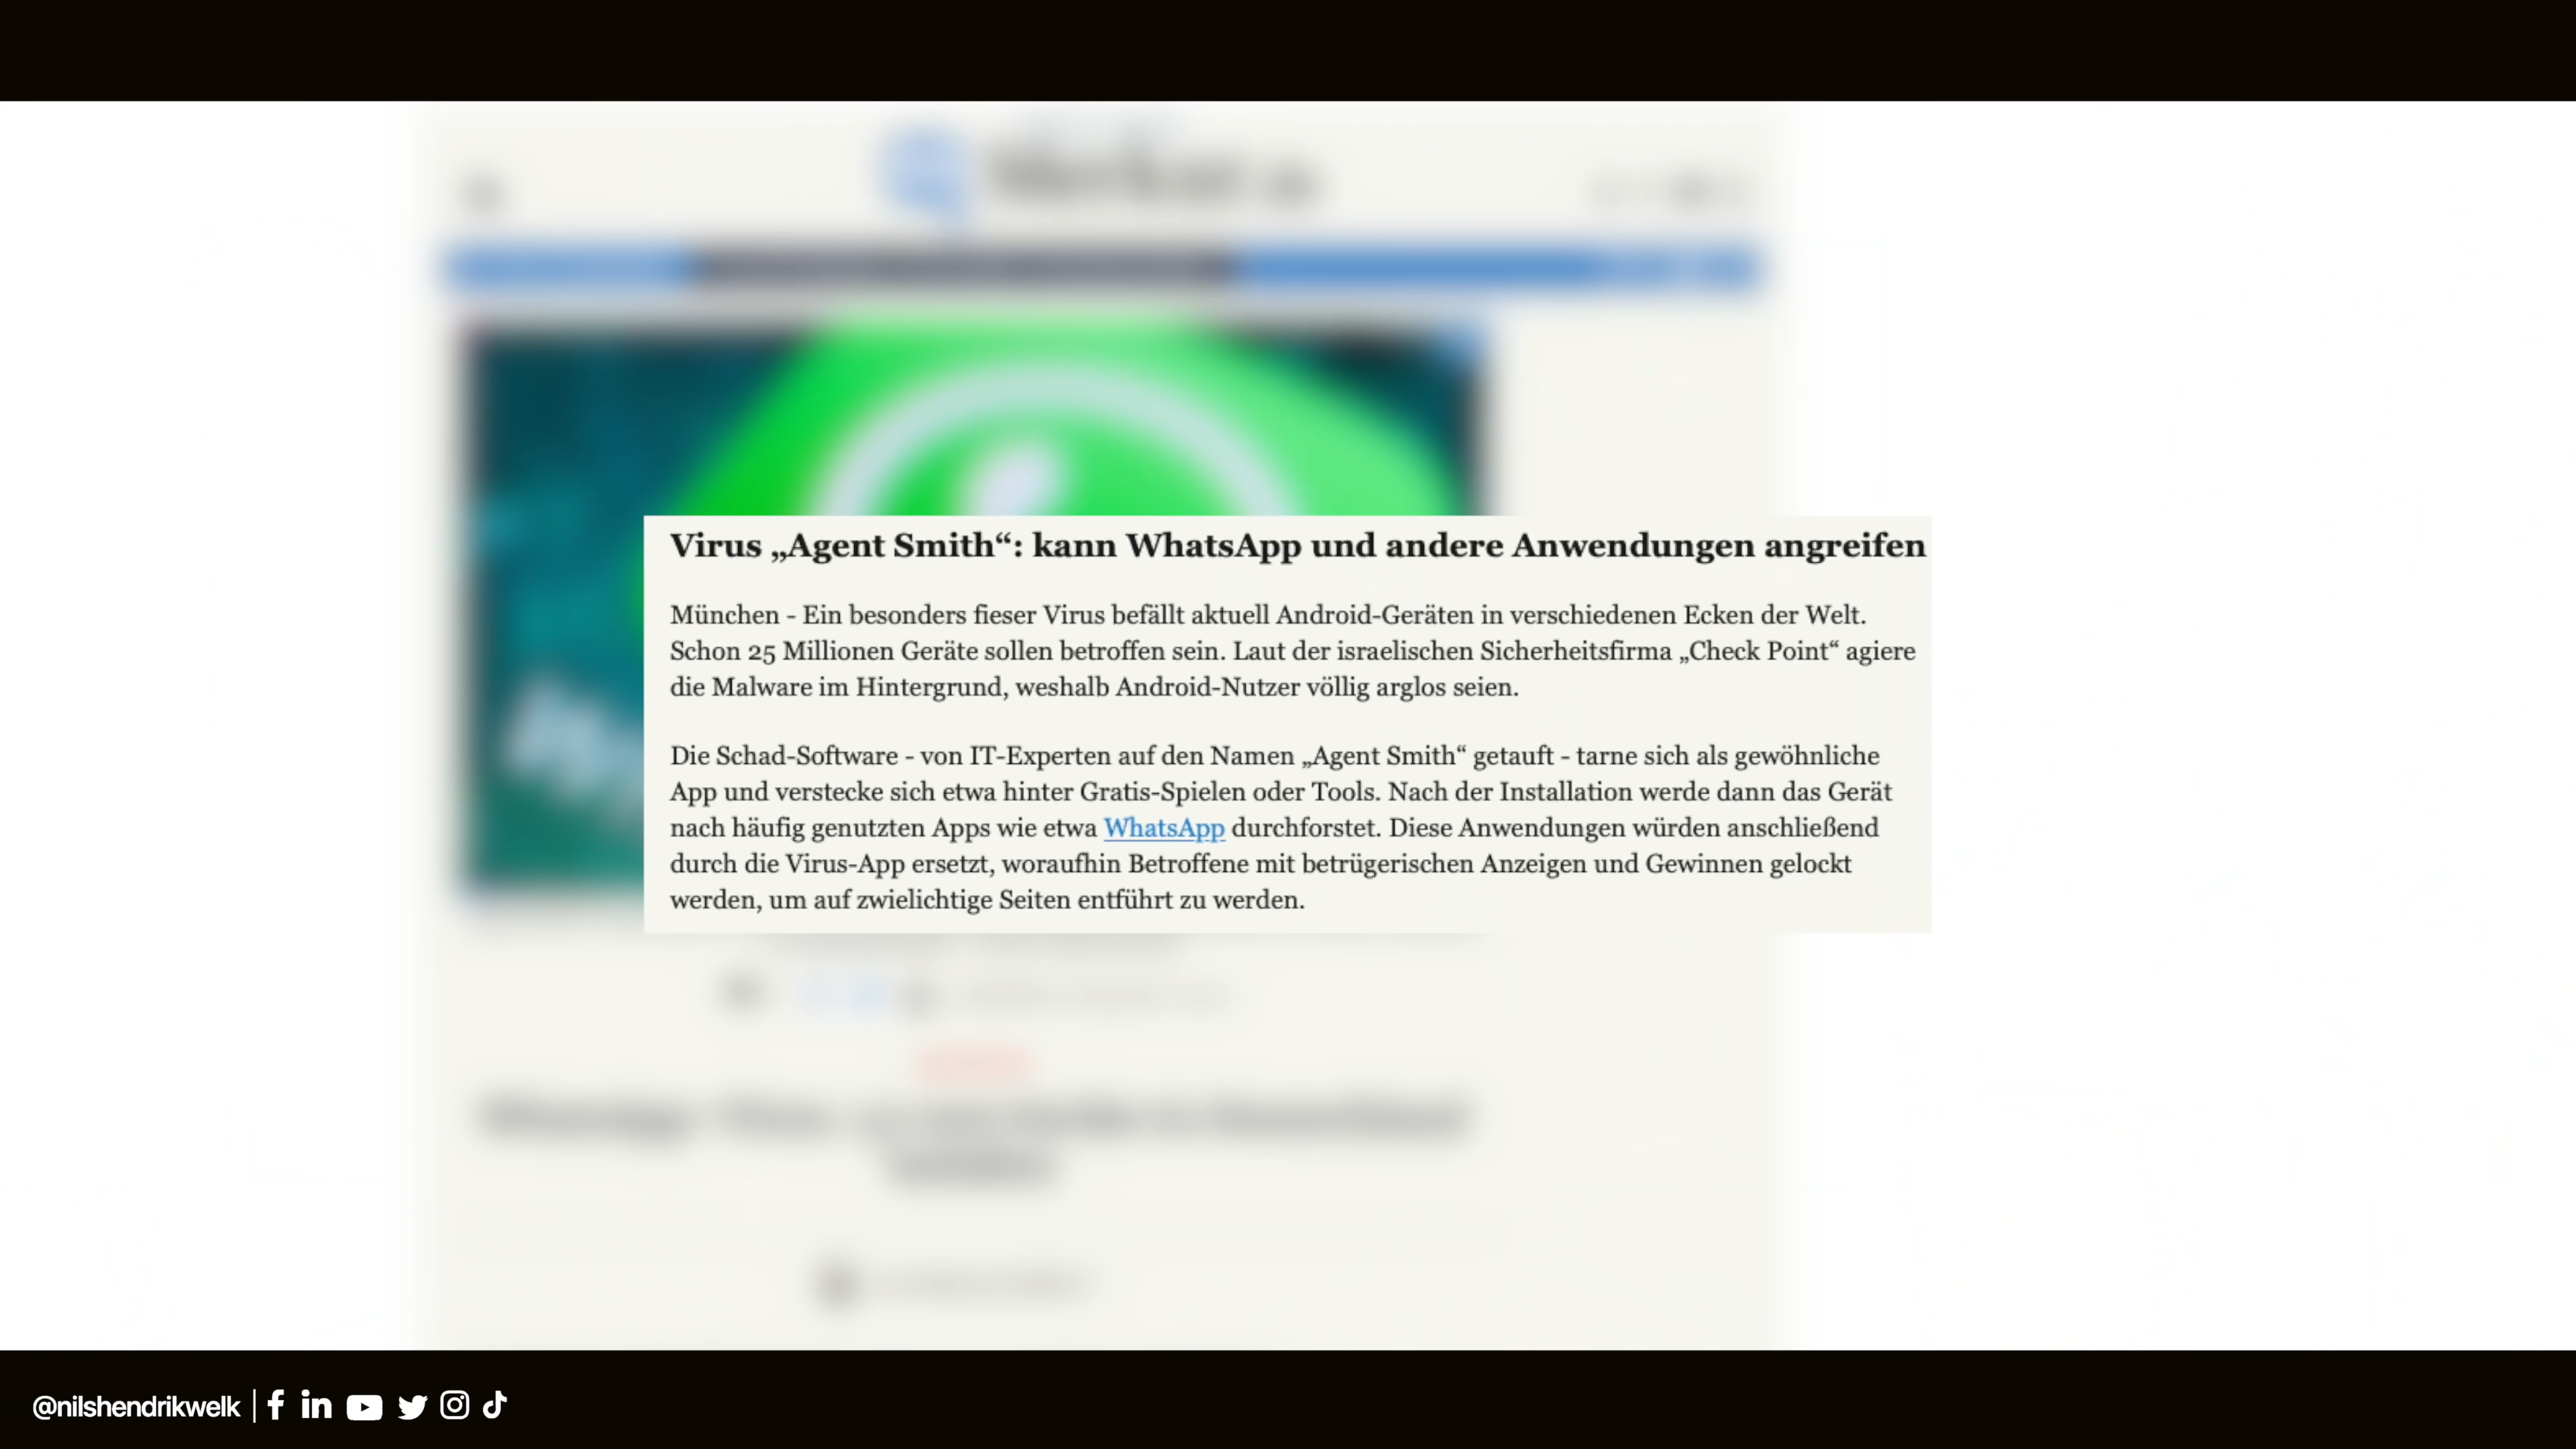 Virus „Agent Smith“: kann WhatsApp und andere Anwendungen angreifen
München - Ein besonders fieser Virus befällt aktuell Android-Geräten in verschiedenen Ecken der Welt.
Schon 25 Millionen Geräte sollen betroffen sein. Laut der israelischen Sicherheitsfirma „Check Point“ agiere
die Malware im Hintergrund, weshalb Android-Nutzer völlig arglos seien.
Die Schad-Software - von IT-Experten auf den Namen „Agent Smith“ getauft - tarne sich als gewöhnliche
App und verstecke sich etwa hinter Gratis-Spielen oder Tools. Nach der Installation werde dann das Gerät
nach häufig genutzten Apps wie etwa WhatsApp durchforstet. Diese Anwendungen würden anschließend
durch die Virus-App ersetzt, woraufhin Betroffene mit betrügerischen Anzeigen und Gewinnen gelockt
werden, um auf zwielichtige Seiten entführt zu werden.
@nilshendrikwelk